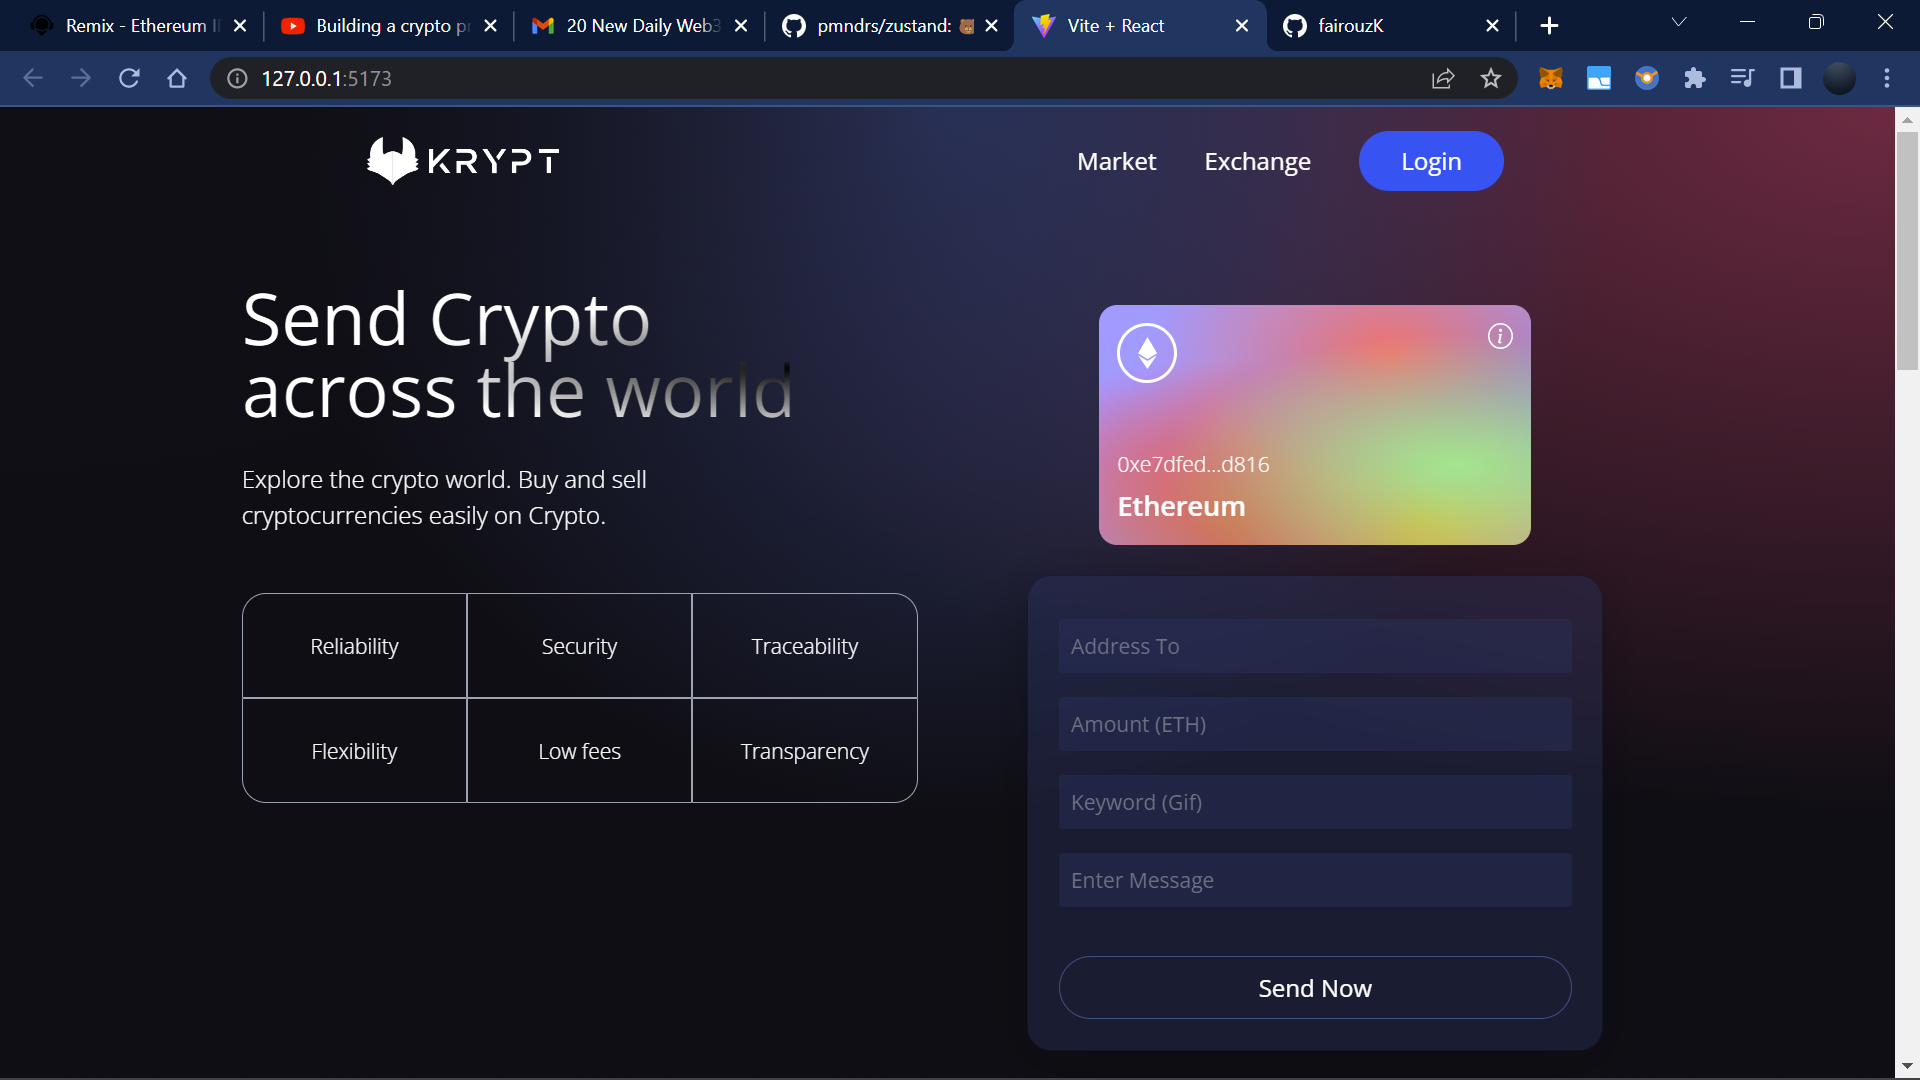 Remix - Ethereum I
Building a crypto pr
20 New Daily Web3
pmndrs/zustand: 🐻
Vite + React
fairouzK
127.0.0.1:5173
KRYPT
Market
Exchange
Login
Send Crypto
across the world
Explore the crypto world. Buy and sell
cryptocurrencies easily on Crypto.
Reliability
Security
Traceability
Flexibility
Low fees
Transparency
0xe7dfed...d816
Ethereum
Address To
Amount (ETH)
Keyword (Gif)
Enter Message
Send Now